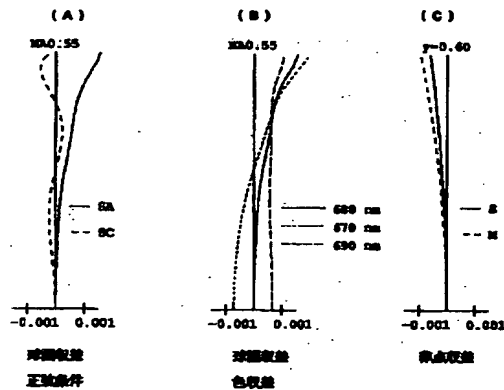 (A)
NA0.55
SA
SC
-0.001 0.001
球面収差
正弦条件
(B)
NA0.55
680 nm
670 nm
690 nm
-0.001 0.001
球面収差
色収差
(C)
y=0.60
S
M
-0.001 0.001
非点収差